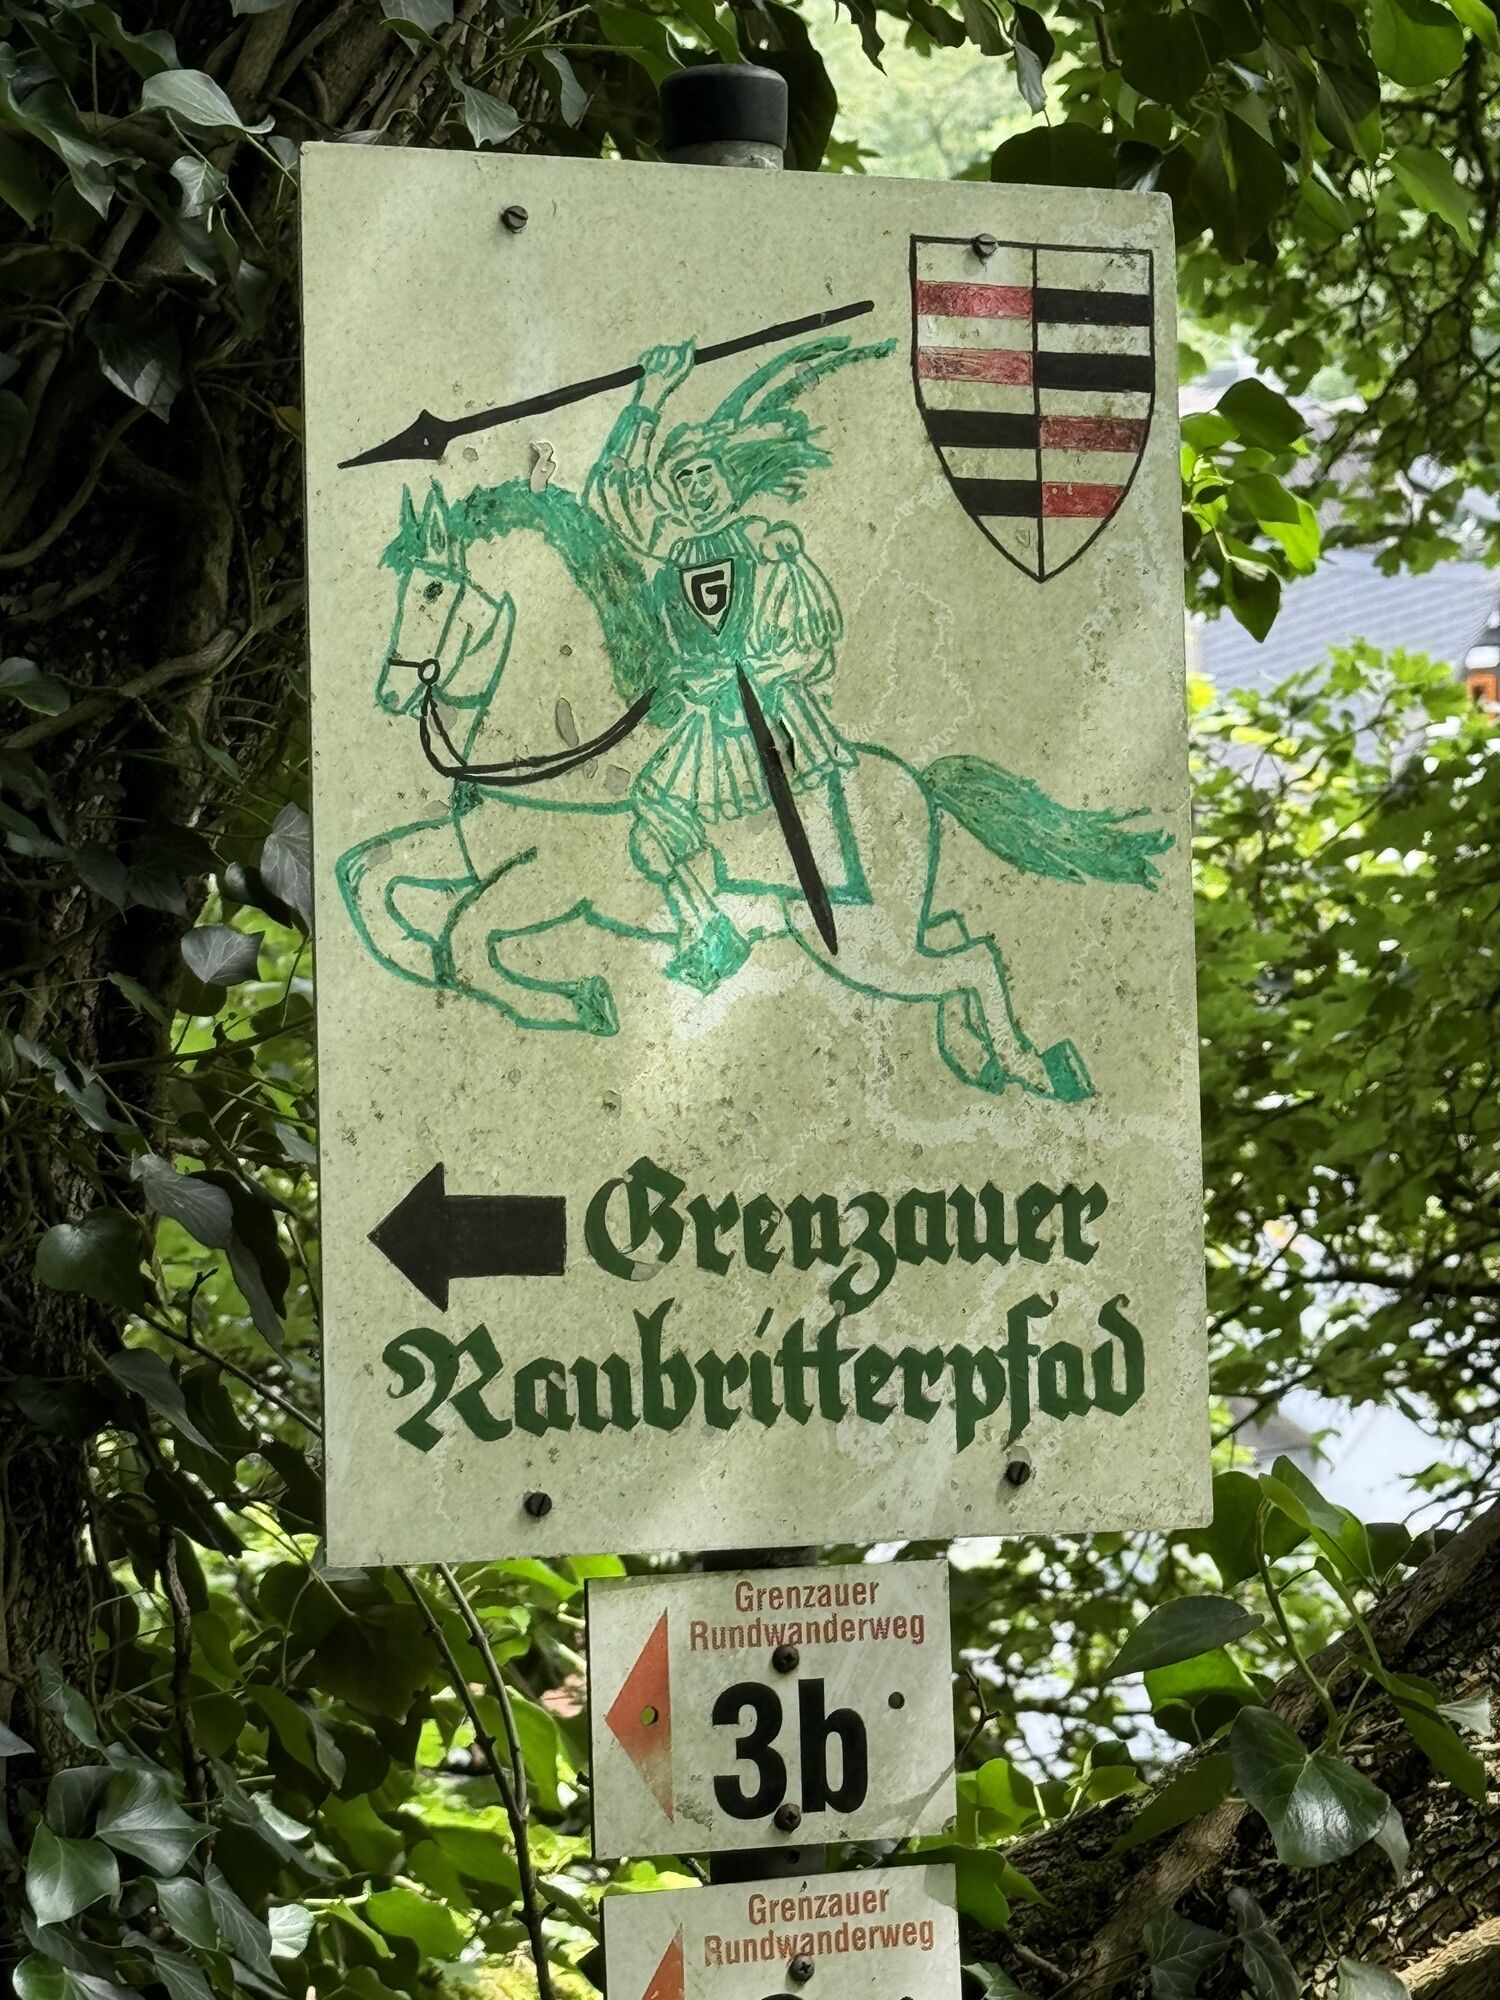 G
Grenzauer
Raubritterpfad
Grenzauer
Rundwanderweg
3b
Grenzauer
Rundwanderweg